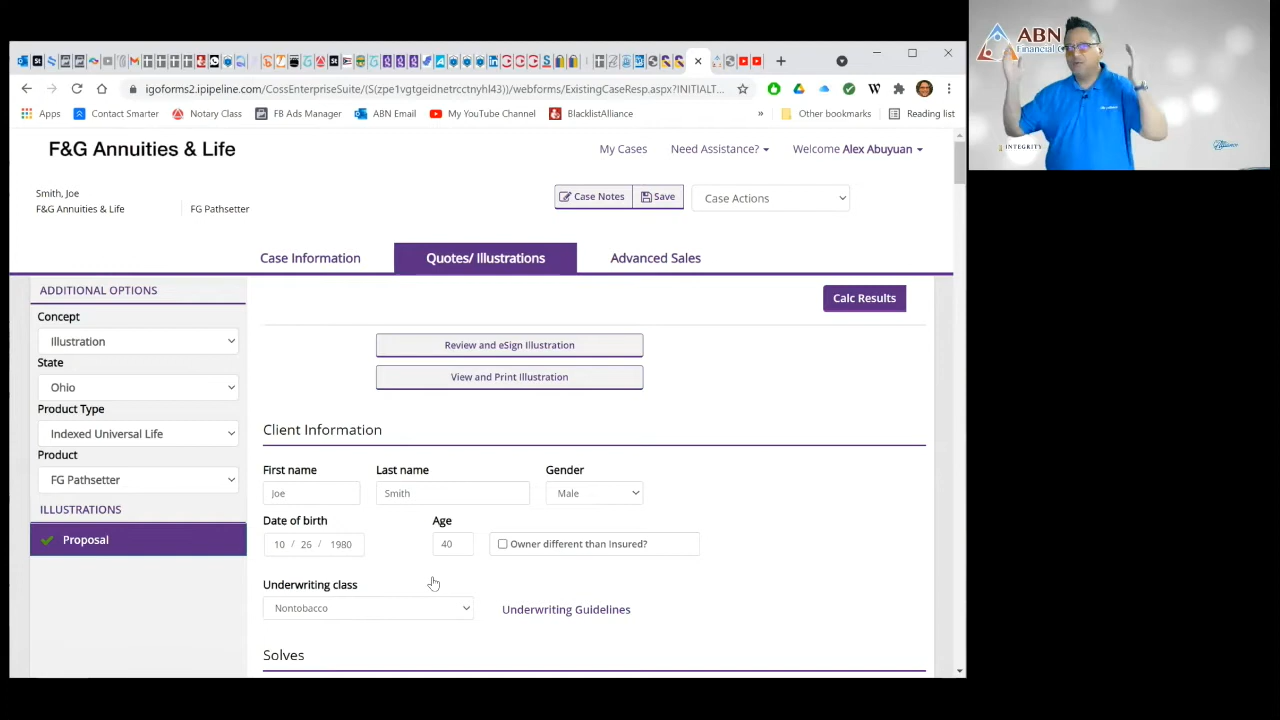 ABN
Financial
INTEGRITY
Alliance
igoforms2.ipipeline.com/CossEnterpriseSuite/(S(zpe1vgtgeidnetrcctnyhl43))/webforms/ExistingCaseResp.aspx?INITIALT...
Apps
Contact Smarter
Notary Class
FB Ads Manager
ABN Email
My YouTube Channel
BlacklistAlliance
»
Other bookmarks
Reading list
F&G Annuities & Life
My Cases
Need Assistance?
Welcome Alex Abuyuan
Smith, Joe
F&G Annuities & Life
FG Pathsetter
Case Notes
Save
Case Actions
Case Information
Quotes/ Illustrations
Advanced Sales
ADDITIONAL OPTIONS
Concept
Illustration
State
Ohio
Product Type
Indexed Universal Life
Product
FG Pathsetter
ILLUSTRATIONS
Proposal
Calc Results
Review and eSign Illustration
View and Print Illustration
Client Information
First name
Last name
Gender
Joe
Smith
Male
Date of birth
Age
10 / 26 / 1980
40
Owner different than Insured?
Underwriting class
Nontobacco
Underwriting Guidelines
Solves